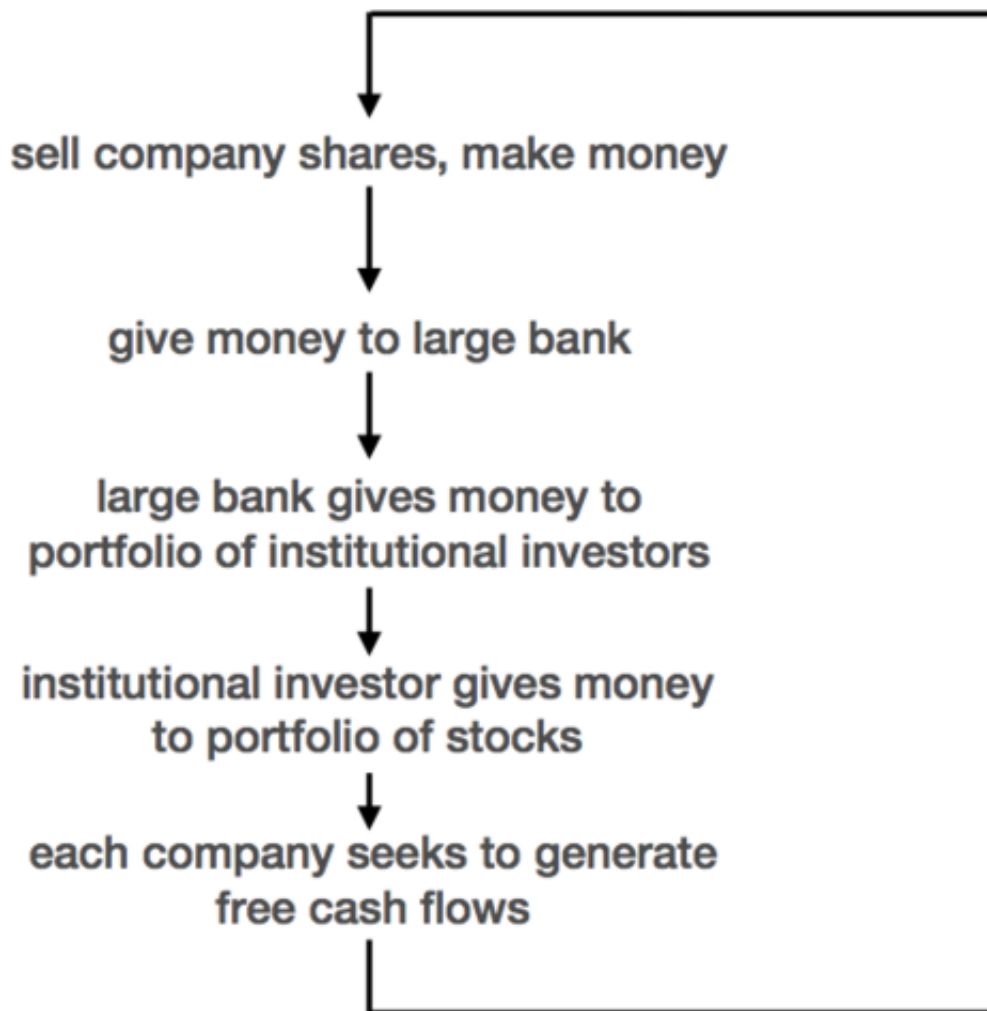 sell company shares, make money
give money to large bank
large bank gives money to
portfolio of institutional investors
institutional investor gives money
to portfolio of stocks
each company seeks to generate
free cash flows